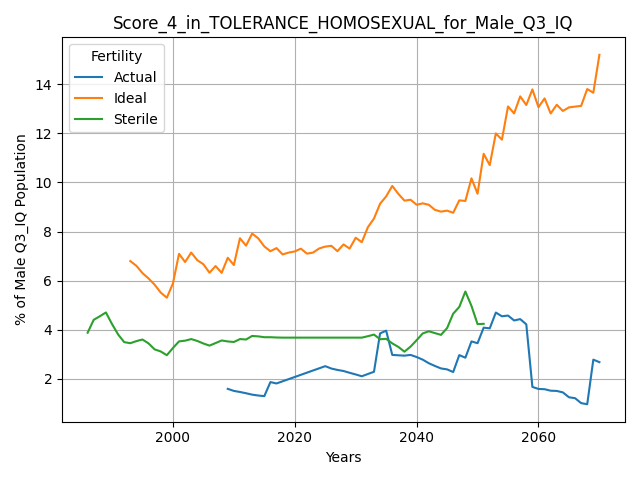 Score_4_in_TOLERANCE_HOMOSEXUAL_for_Male_Q3_IQ
Fertility
Actual
Ideal
Sterile
% of Male Q3_IQ Population
14
12
10
8
6
4
2
2000
2020
2040
2060
Years